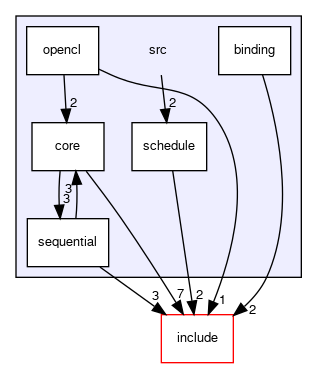 opencl
src
binding
2
2
core
schedule
3
3
sequential
3
7
2
1
2
include